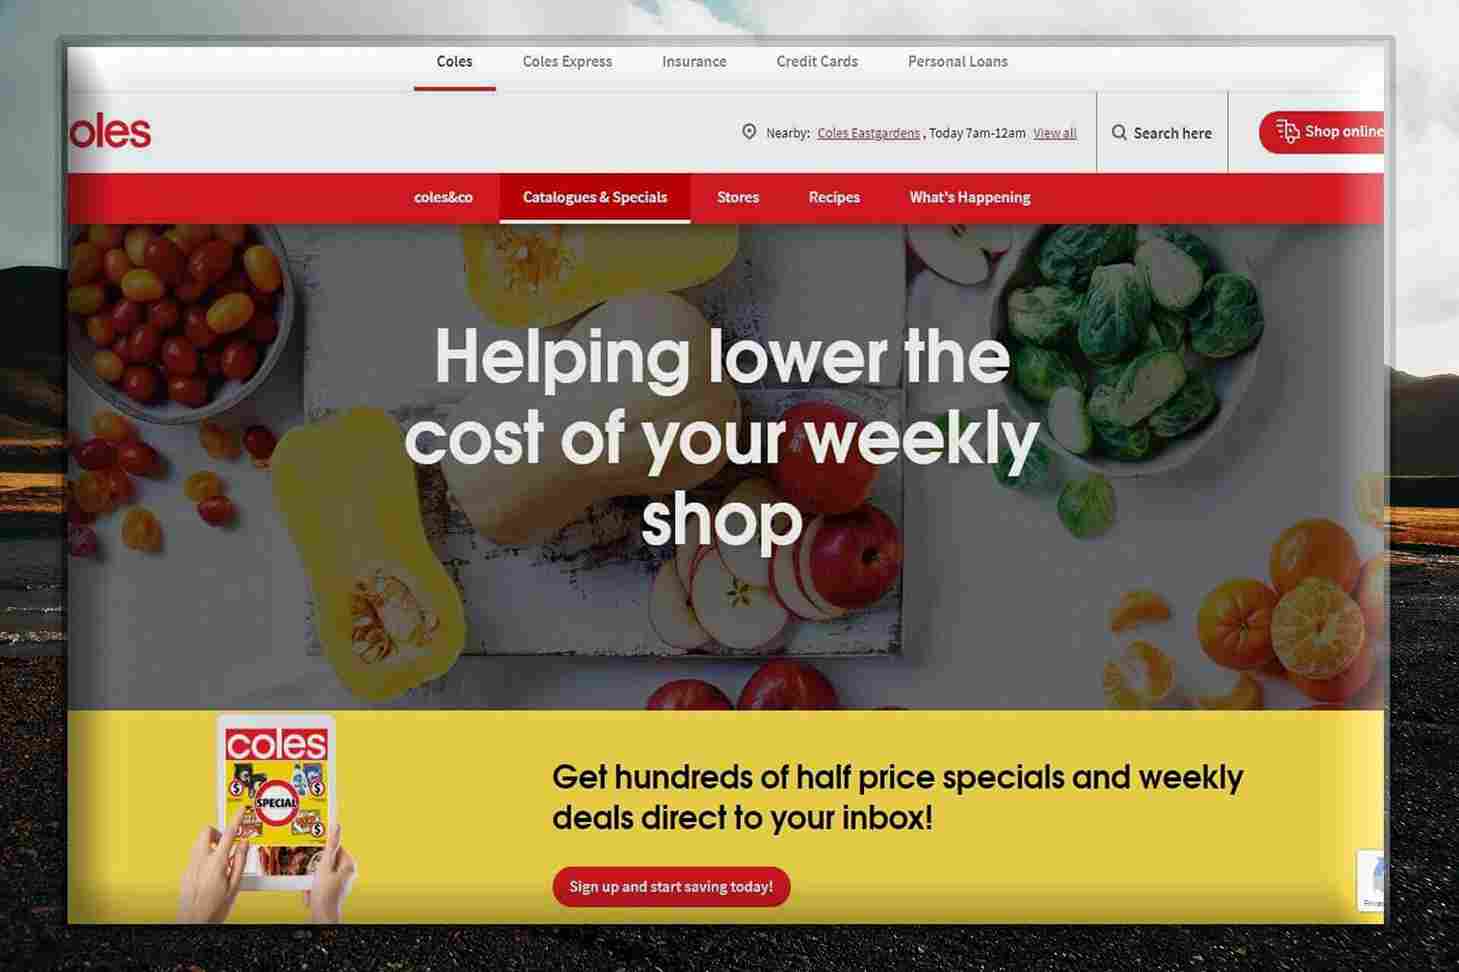 Coles Coles Express Insurance Credit Cards Personal Loans
oles
Nearby: Coles Eastgardens , Today 7am-12am View all
Search here
Shop online
coles&co Catalogues & Specials Stores Recipes What's Happening
Helping lower the
cost of your weekly
shop
coles
$ $
SPECIAL
$
Get hundreds of half price specials and weekly
deals direct to your inbox!
Sign up and start saving today!